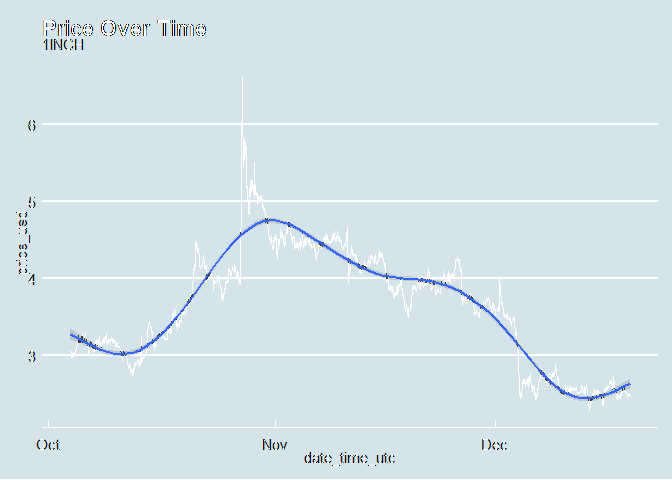 Price Over Time
1INCH
6
5
4
3
price_usd
Oct Nov Dec
date_time_utc